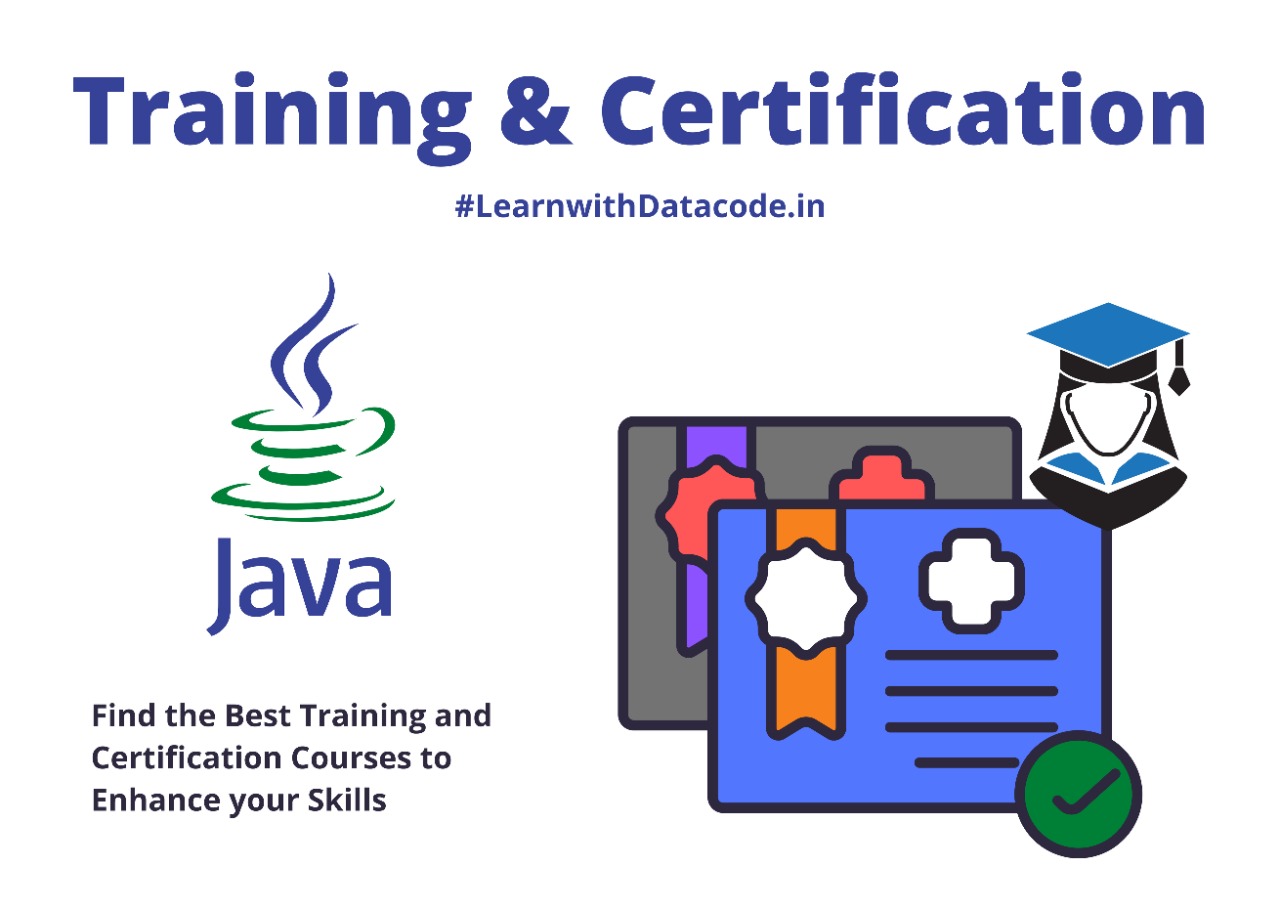 Training & Certification
#LearnwithDatacode.in
Java
Find the Best Training and
Certification Courses to
Enhance your Skills